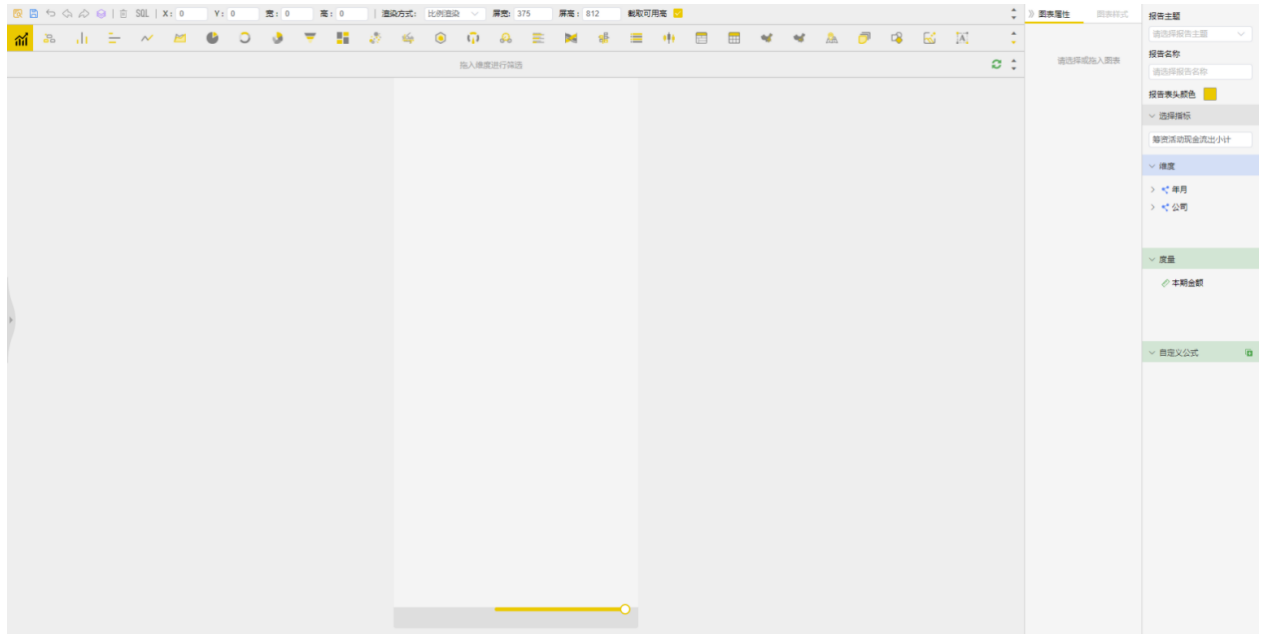 SQL X: 0 Y: 0 宽: 0 高: 0 渲染方式: 比例渲染 屏宽: 375 屏高: 812 截取可用高
拖入维度进行筛选
图表属性 图表样式
请选择或拖入图表
报告主题
请选择报告主题
报告名称
请选择报告名称
报告表头颜色
选择指标
筹资活动现金流出小计
维度
年月
公司
度量
本期金额
自定义公式